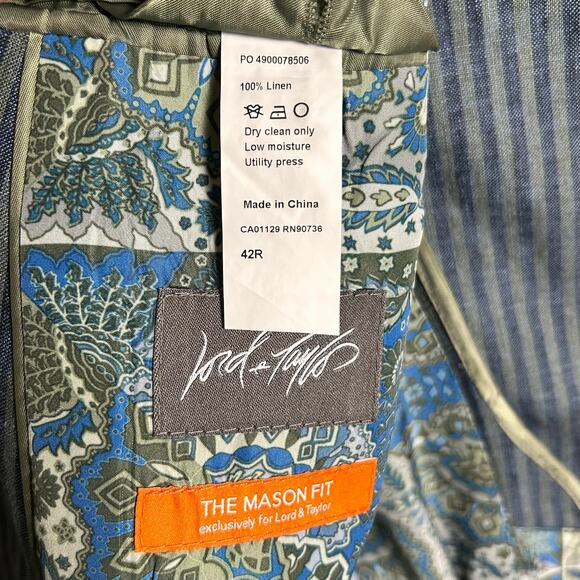 PO 4900078506
100% Linen
Dry clean only
Low moisture
Utility press
Made in China
CA01129 RN90736
42R
Lord & Taylor
THE MASON FIT
exclusively for Lord & Taylor